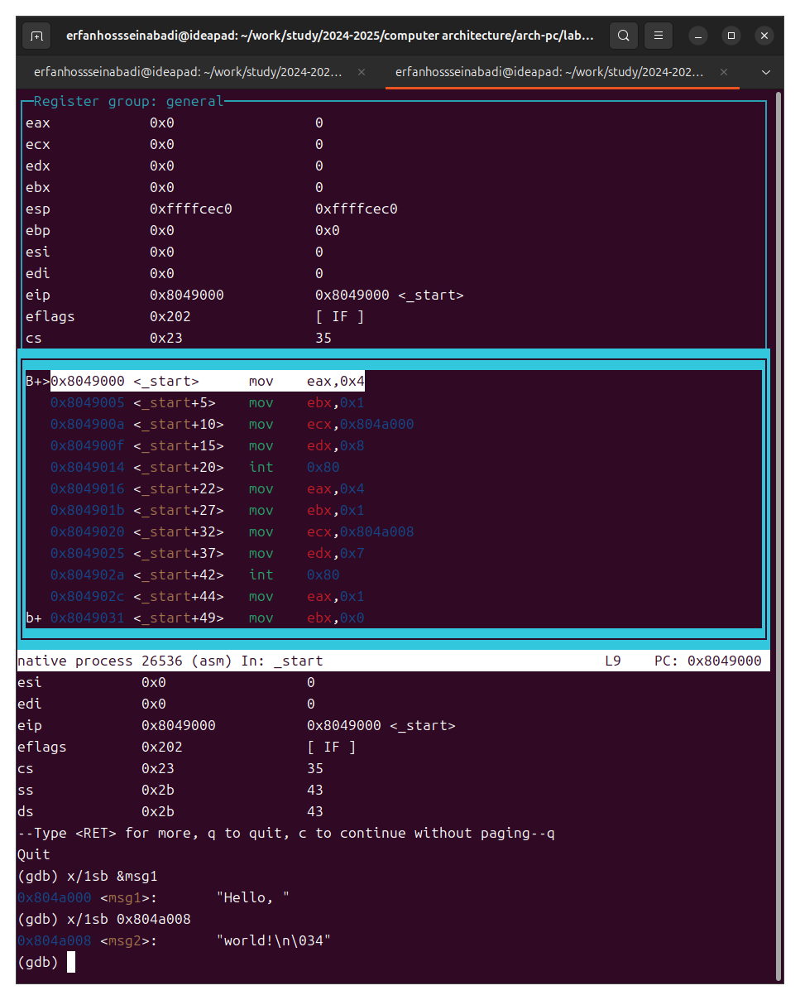 erfanhossseinabadi@ideapad: ~/work/study/2024-2025/computer architecture/arch-pc/lab...
erfanhossseinabadi@ideapad: ~/work/study/2024-202... × erfanhossseinabadi@ideapad: ~/work/study/2024-202... ×
Register group: general
eax 0x0 0
ecx 0x0 0
edx 0x0 0
ebx 0x0 0
esp 0xffffcec0 0xffffcec0
ebp 0x0 0x0
esi 0x0 0
edi 0x0 0
eip 0x8049000 0x8049000 <_start>
eflags 0x202 [ IF ]
cs 0x23 35
B+>0x8049000 <_start> mov eax,0x4
0x8049005 <_start+5> mov ebx,0x1
0x804900a <_start+10> mov ecx,0x804a000
0x804900f <_start+15> mov edx,0x8
0x8049014 <_start+20> int 0x80
0x8049016 <_start+22> mov eax,0x4
0x804901b <_start+27> mov ebx,0x1
0x8049020 <_start+32> mov ecx,0x804a008
0x8049025 <_start+37> mov edx,0x7
0x804902a <_start+42> int 0x80
0x804902c <_start+44> mov eax,0x1
b+ 0x8049031 <_start+49> mov ebx,0x0
native process 26536 (asm) In: _start L9 PC: 0x8049000
esi 0x0 0
edi 0x0 0
eip 0x8049000 0x8049000 <_start>
eflags 0x202 [ IF ]
cs 0x23 35
ss 0x2b 43
ds 0x2b 43
--Type <RET> for more, q to quit, c to continue without paging--q
Quit
(gdb) x/1sb &msg1
0x804a000 <msg1>: "Hello, "
(gdb) x/1sb 0x804a008
0x804a008 <msg2>: "world!\n\034"
(gdb)